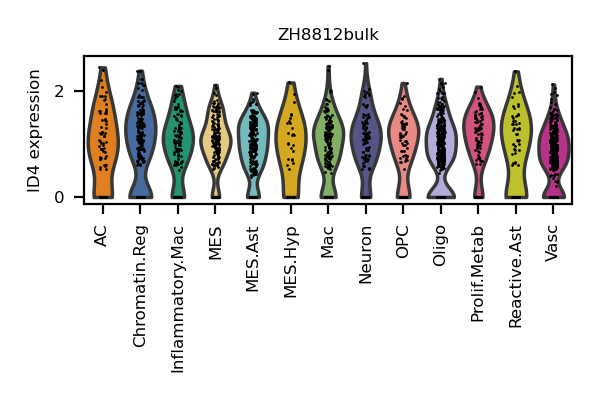 ZH8812bulk
ID4 expression
2
0
AC
Chromatin.Reg
Inflammatory.Mac
MES
MES.Ast
MES.Hyp
Mac
Neuron
OPC
Oligo
Prolif.Metab
Reactive.Ast
Vasc